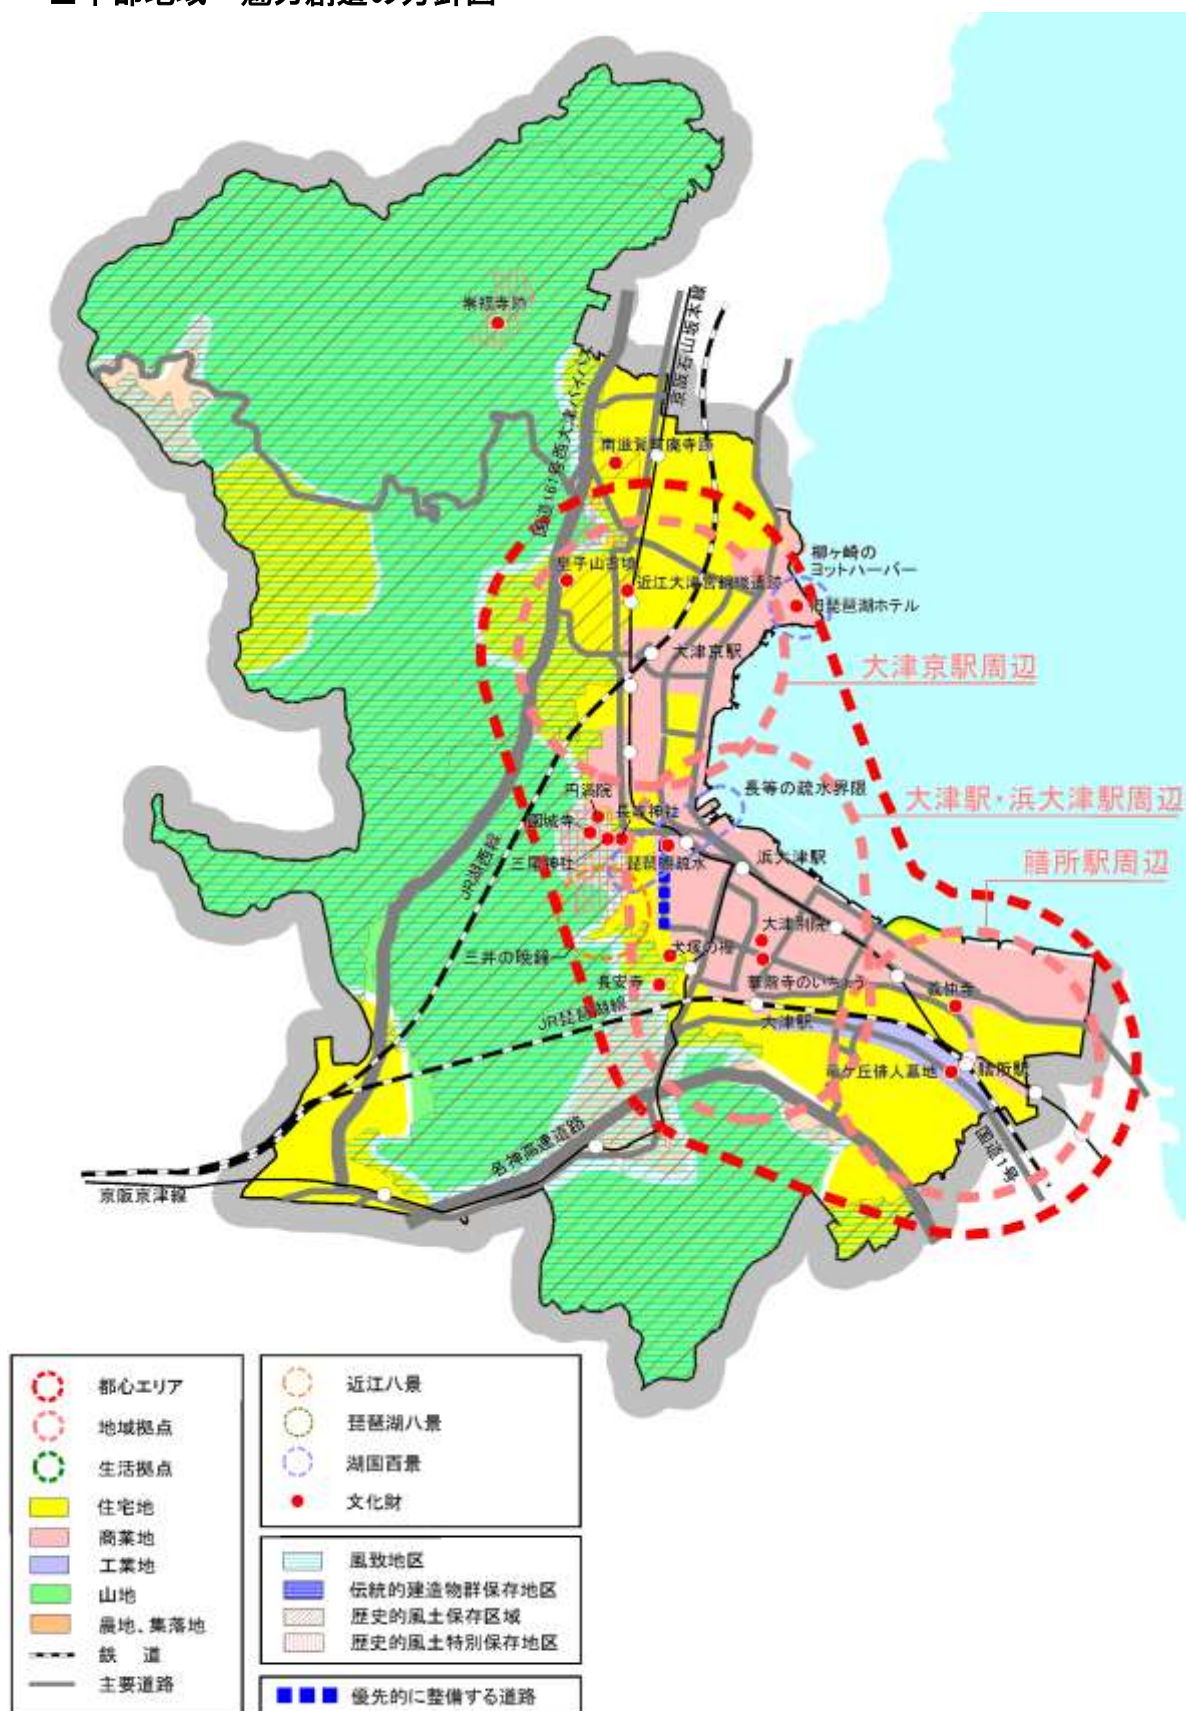 崇福寺跡
京阪石山坂本線
国道161号西大津バイパス
南滋賀町廃寺跡
柳ヶ崎の
ヨットハーバー
皇子山古墳
近江大津宮錦織遺跡
旧琵琶湖ホテル
大津京駅
大津京駅周辺
円満院
長等神社
長等の疏水界隈
大津駅・浜大津駅周辺
園城寺
三尾神社
琵琶湖疏水
浜大津駅
膳所駅周辺
JR湖西線
大津別院
三井の晩鐘
犬塚の欅
長安寺
華階寺のいちょう
義仲寺
JR琵琶湖線
大津駅
竜ケ丘俳人墓地
膳所駅
名神高速道路
国道1号
京阪京津線
都心エリア
地域拠点
生活拠点
住宅地
商業地
工業地
山地
農地、集落地
鉄 道
主要道路
近江八景
琵琶湖八景
湖国百景
文化財
風致地区
伝統的建造物群保存地区
歴史的風土保存区域
歴史的風土特別保存地区
優先的に整備する道路